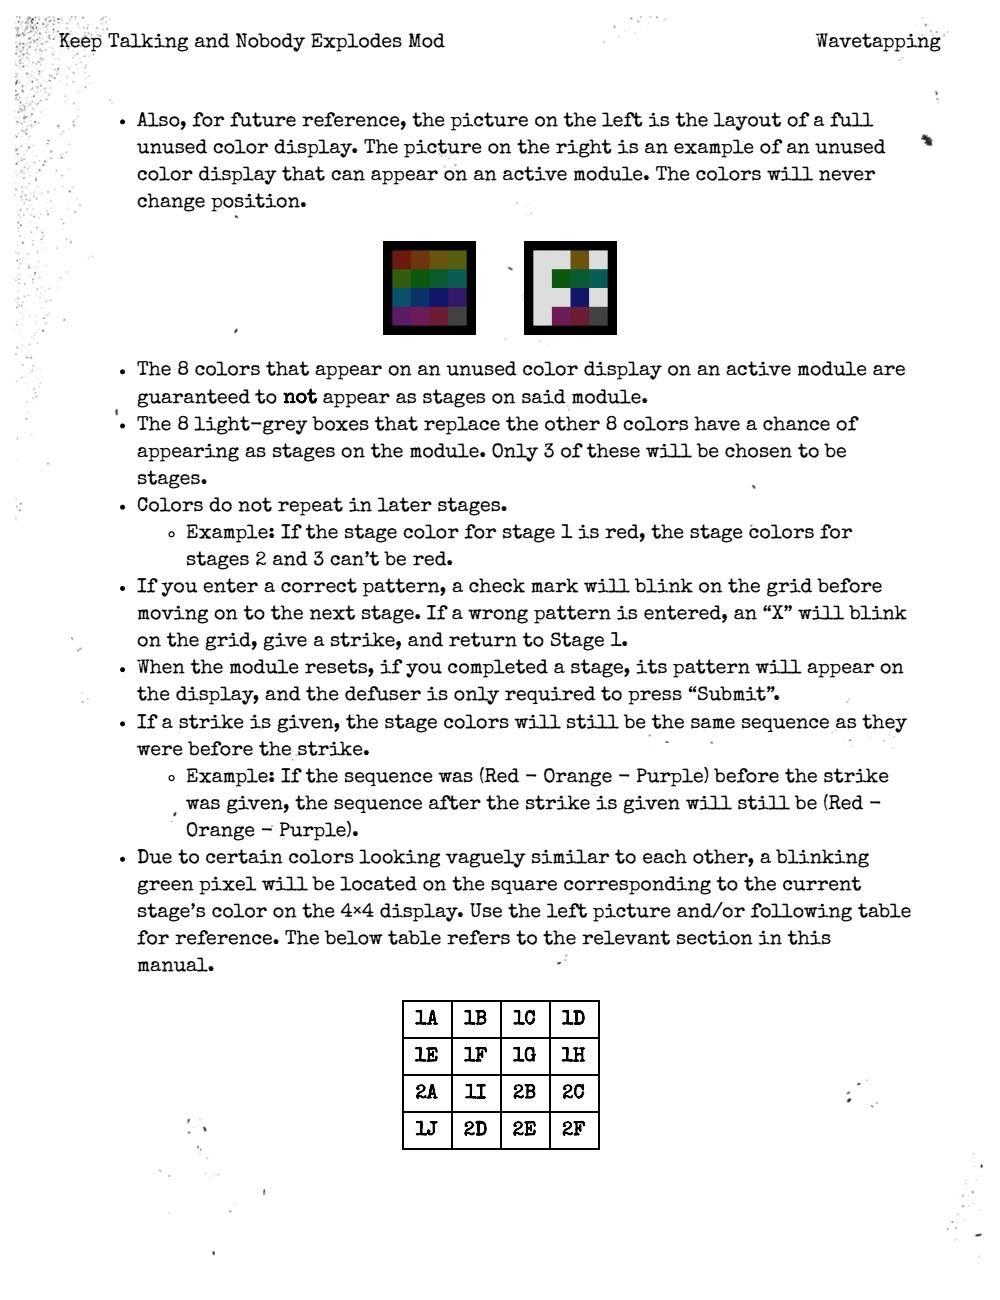 Keep Talking and Nobody Explodes Mod
Wavetapping
• Also, for future reference, the picture on the left is the layout of a full
unused color display. The picture on the right is an example of an unused
color display that can appear on an active module. The colors will never
change position.
• The 8 colors that appear on an unused color display on an active module are
guaranteed to not appear as stages on said module.
• The 8 light-grey boxes that replace the other 8 colors have a chance of
appearing as stages on the module. Only 3 of these will be chosen to be
stages.
• Colors do not repeat in later stages.
◦ Example: If the stage color for stage 1 is red, the stage colors for
stages 2 and 3 can’t be red.
• If you enter a correct pattern, a check mark will blink on the grid before
moving on to the next stage. If a wrong pattern is entered, an “X” will blink
on the grid, give a strike, and return to Stage 1.
• When the module resets, if you completed a stage, its pattern will appear on
the display, and the defuser is only required to press “Submit”.
• If a strike is given, the stage colors will still be the same sequence as they
were before the strike.
◦ Example: If the sequence was (Red – Orange – Purple) before the strike
was given, the sequence after the strike is given will still be (Red –
Orange – Purple).
• Due to certain colors looking vaguely similar to each other, a blinking
green pixel will be located on the square corresponding to the current
stage’s color on the 4×4 display. Use the left picture and/or following table
for reference. The below table refers to the relevant section in this
manual.
1A 1B 1C 1D
1E 1F 1G 1H
2A 1I 2B 2C
1J 2D 2E 2F